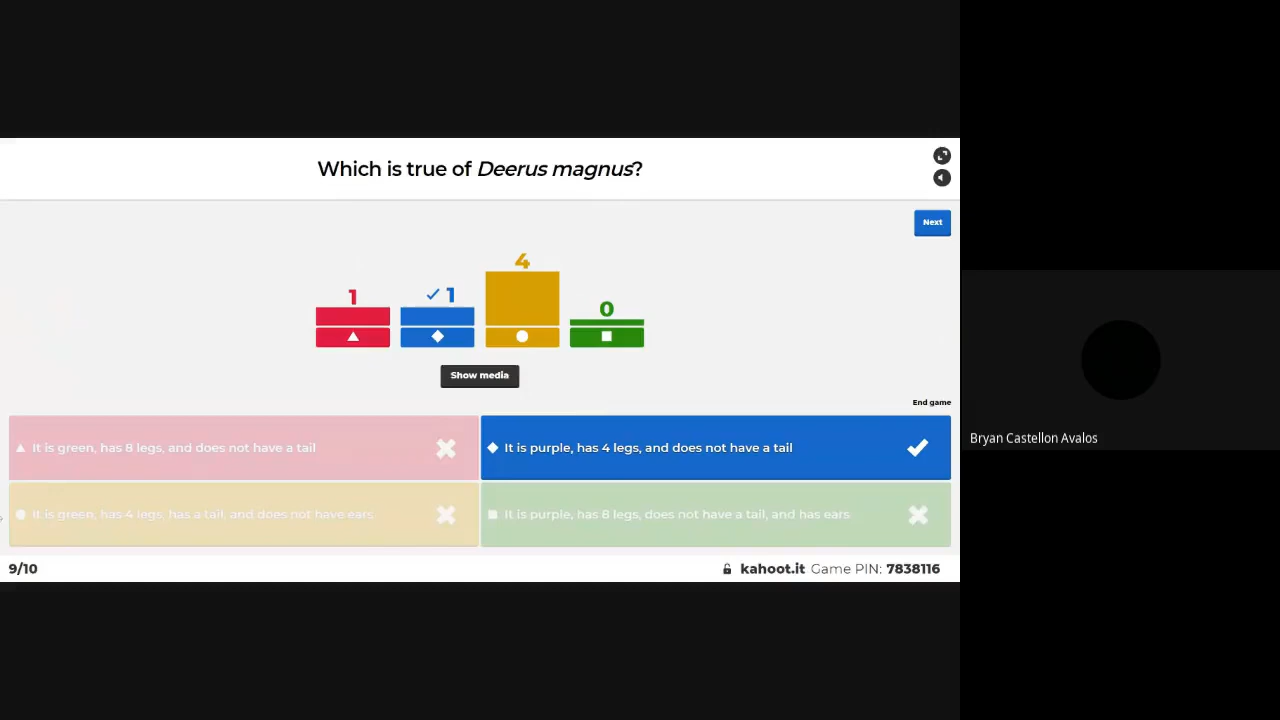 Which is true of Deerus magnus?
Next
1
1
4
0
Show media
End game
It is green, has 8 legs, and does not have a tail
It is purple, has 4 legs, and does not have a tail
It is green, has 4 legs, has a tail, and does not have ears
It is purple, has 8 legs, does not have a tail, and has ears
9/10
kahoot.it Game PIN: 7838116
Bryan Castellon Avalos